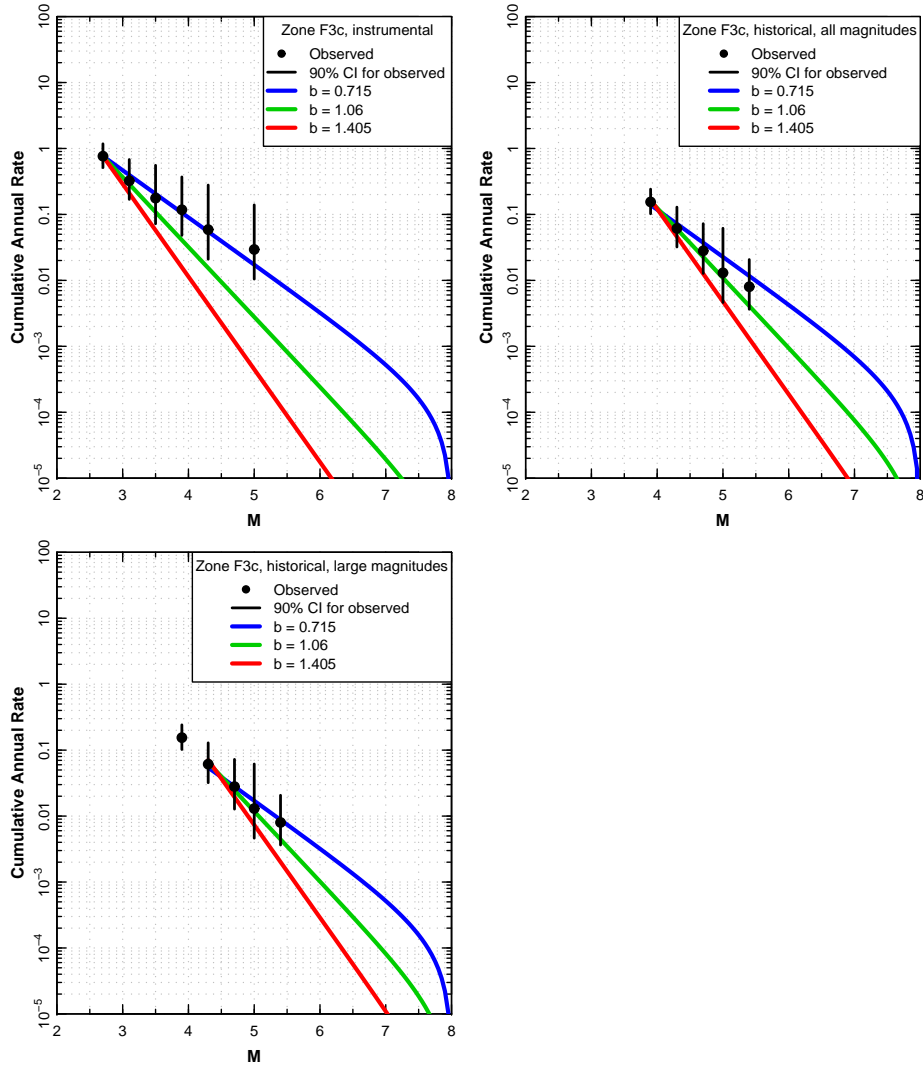 Zone F3c, instrumental
Observed
90% CI for observed
b = 0.715
b = 1.06
b = 1.405
Cumulative Annual Rate
100
10
1
0.1
0.01
10⁻³
10⁻⁴
10⁻⁵
2 3 4 5 6 7 8
M
Zone F3c, historical, all magnitudes
Observed
90% CI for observed
b = 0.715
b = 1.06
b = 1.405
Cumulative Annual Rate
100
10
1
0.1
0.01
10⁻³
10⁻⁴
10⁻⁵
2 3 4 5 6 7 8
M
Zone F3c, historical, large magnitudes
Observed
90% CI for observed
b = 0.715
b = 1.06
b = 1.405
Cumulative Annual Rate
100
10
1
0.1
0.01
10⁻³
10⁻⁴
10⁻⁵
2 3 4 5 6 7 8
M